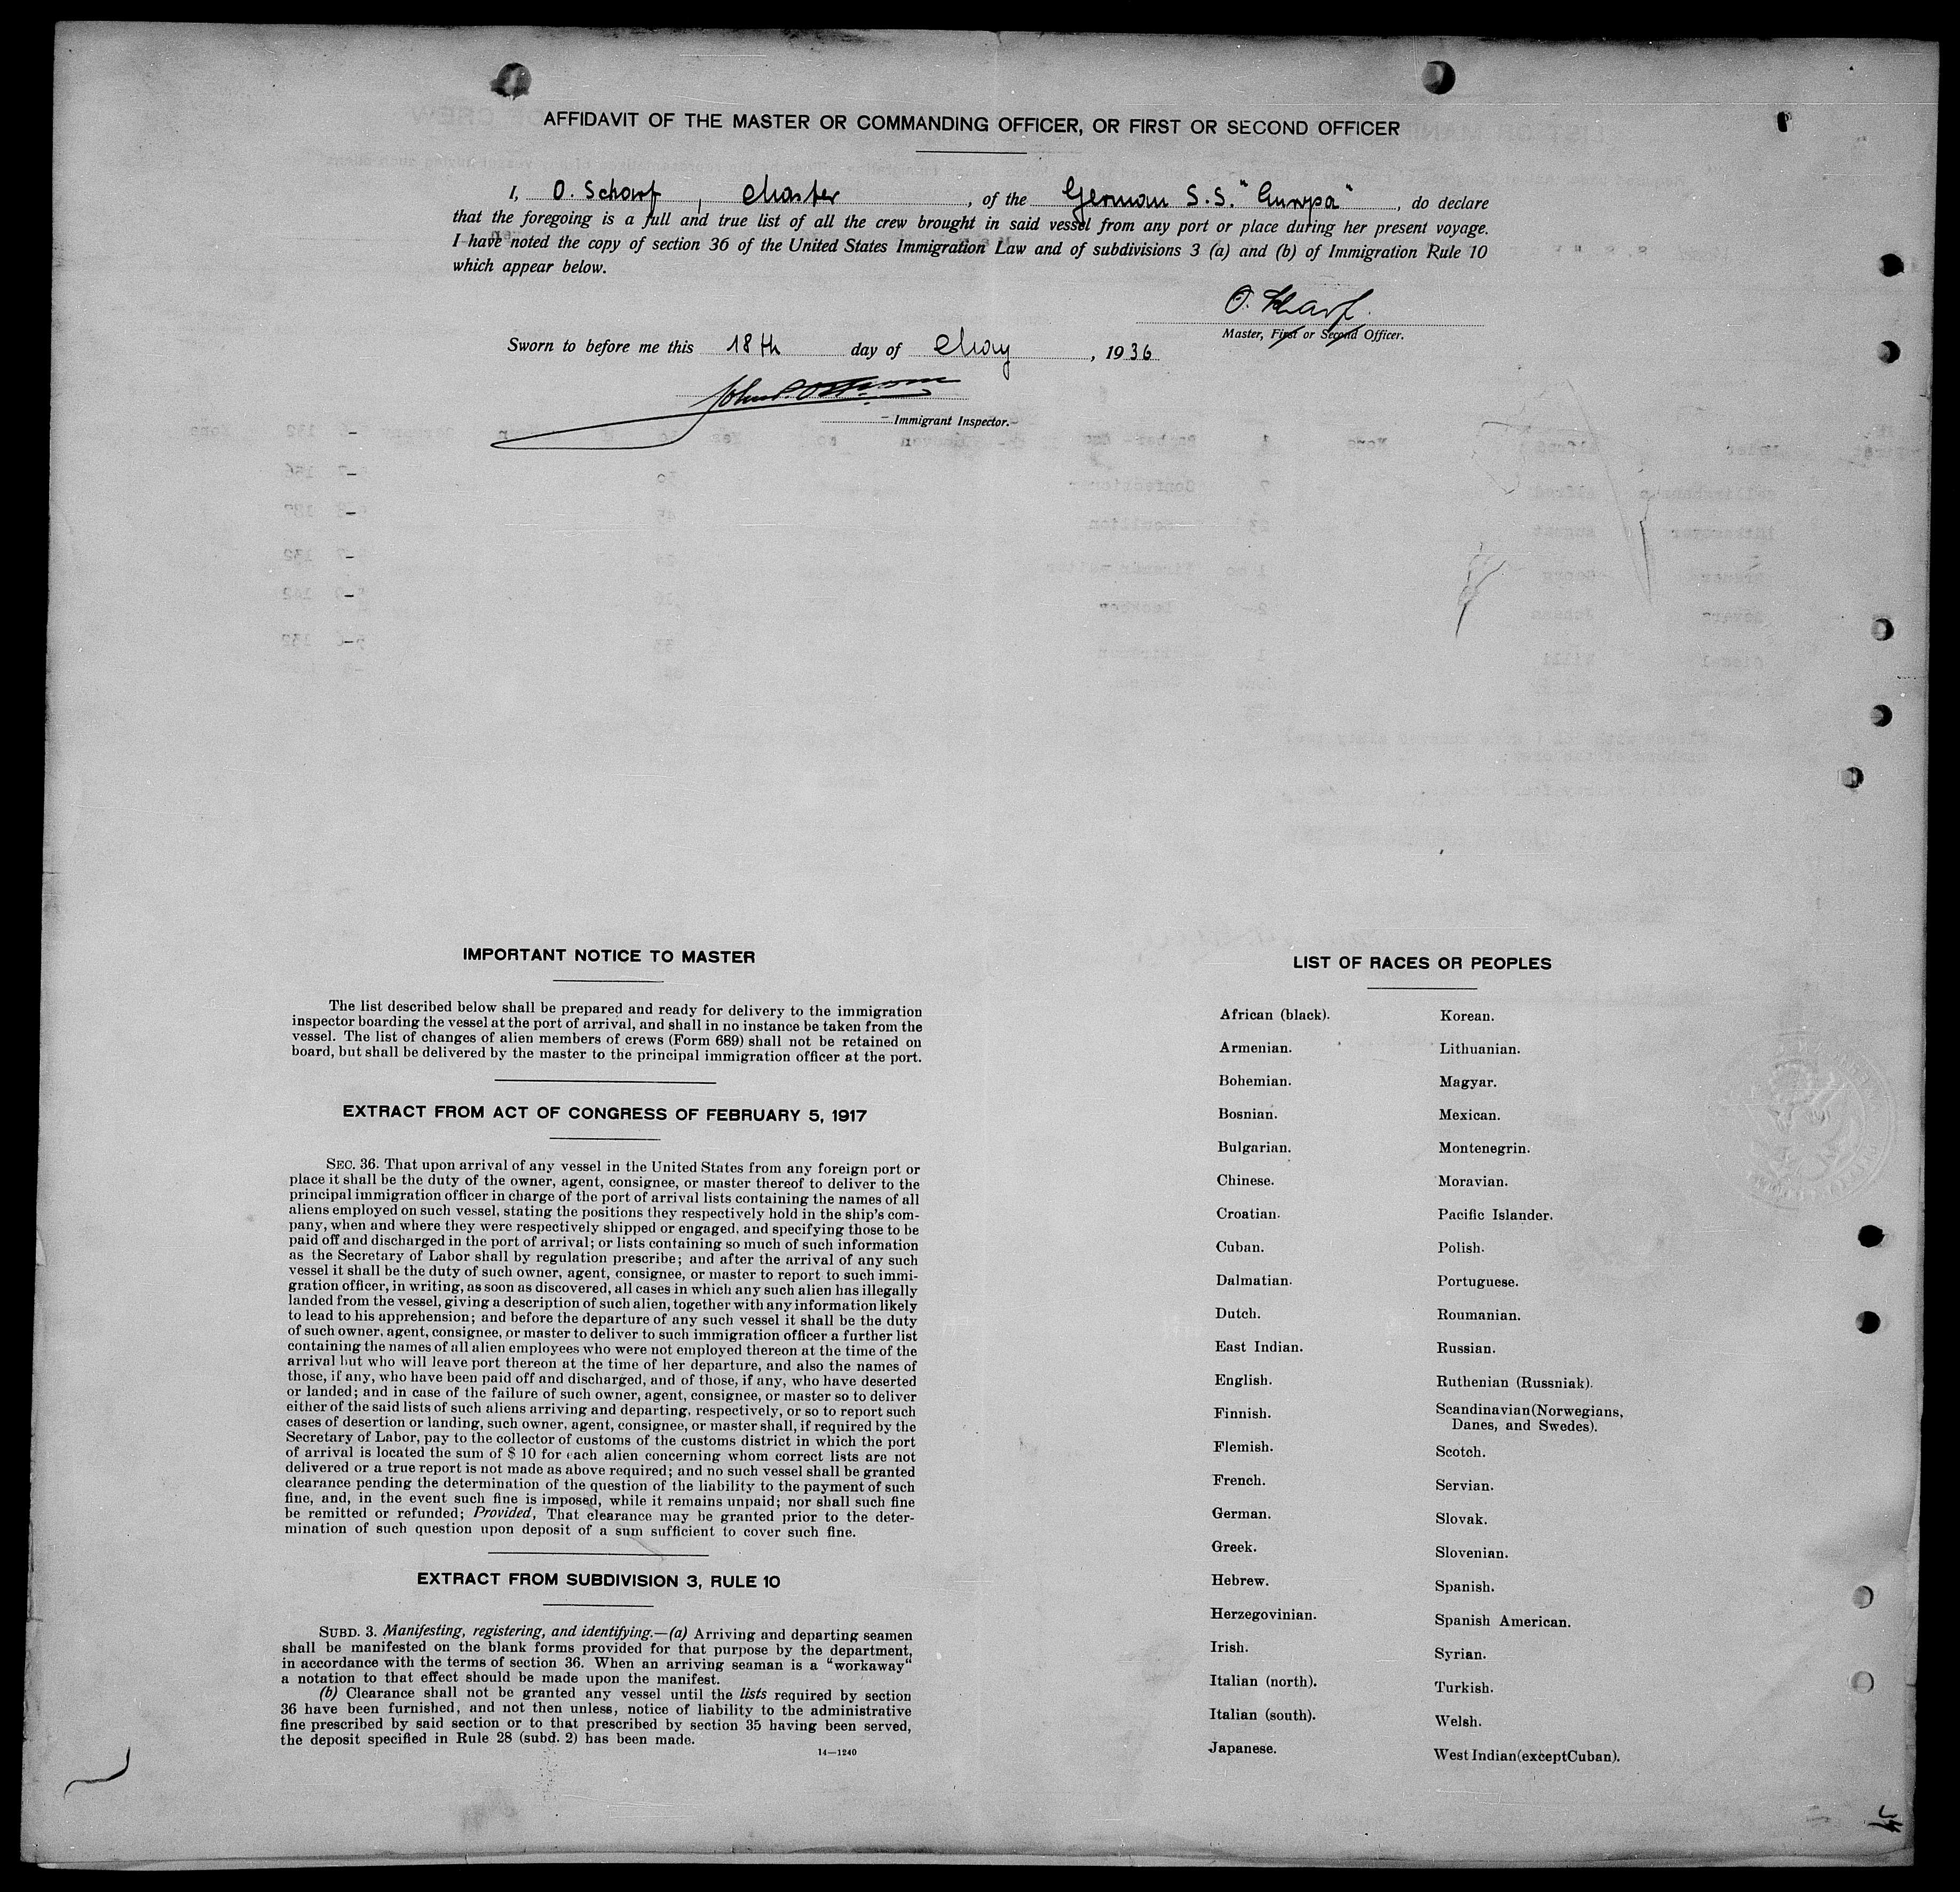 AFFIDAVIT OF THE MASTER OR COMMANDING OFFICER, OR FIRST OR SECOND OFFICER
I, O. Scharf, Master, of the German S.S. "Europa", do declare
that the foregoing is a full and true list of all the crew brought in said vessel from any port or place during her present voyage.
I have noted the copy of section 36 of the United States Immigration Law and of subdivisions 3 (a) and (b) of Immigration Rule 10
which appear below.
O. Scharf.
Master, First or Second Officer.
Sworn to before me this 18th day of May, 1936
Immigrant Inspector.
IMPORTANT NOTICE TO MASTER
The list described below shall be prepared and ready for delivery to the immigration
inspector boarding the vessel at the port of arrival, and shall in no instance be taken from the
vessel. The list of changes of alien members of crews (Form 689) shall not be retained on
board, but shall be delivered by the master to the principal immigration officer at the port.
EXTRACT FROM ACT OF CONGRESS OF FEBRUARY 5, 1917
SEC. 36. That upon arrival of any vessel in the United States from any foreign port or
place it shall be the duty of the owner, agent, consignee, or master thereof to deliver to the
principal immigration officer in charge of the port of arrival lists containing the names of all
aliens employed on such vessel, stating the positions they respectively hold in the ship's com-
pany, when and where they were respectively shipped or engaged, and specifying those to be
paid off and discharged in the port of arrival; or lists containing so much of such information
as the Secretary of Labor shall by regulation prescribe; and after the arrival of any such
vessel it shall be the duty of such owner, agent, consignee, or master to report to such immi-
gration officer, in writing, as soon as discovered, all cases in which any such alien has illegally
landed from the vessel, giving a description of such alien, together with any information likely
to lead to his apprehension; and before the departure of any such vessel it shall be the duty
of such owner, agent, consignee, or master to deliver to such immigration officer a further list
containing the names of all alien employees who were not employed thereon at the time of the
arrival but who will leave port thereon at the time of her departure, and also the names of
those, if any, who have been paid off and discharged, and of those, if any, who have deserted
or landed; and in case of the failure of such owner, agent, consignee, or master so to deliver
either of the said lists of such aliens arriving and departing, respectively, or so to report such
cases of desertion or landing, such owner, agent, consignee, or master shall, if required by the
Secretary of Labor, pay to the collector of customs of the customs district in which the port
of arrival is located the sum of $ 10 for each alien concerning whom correct lists are not
delivered or a true report is not made as above required; and no such vessel shall be granted
clearance pending the determination of the question of the liability to the payment of such
fine, and, in the event such fine is imposed, while it remains unpaid; nor shall such fine
be remitted or refunded; Provided, That clearance may be granted prior to the deter-
mination of such question upon deposit of a sum sufficient to cover such fine.
EXTRACT FROM SUBDIVISION 3, RULE 10
SUBD. 3. Manifesting, registering, and identifying.—(a) Arriving and departing seamen
shall be manifested on the blank forms provided for that purpose by the department,
in accordance with the terms of section 36. When an arriving seaman is a "workaway"
a notation to that effect should be made upon the manifest.
(b) Clearance shall not be granted any vessel until the lists required by section
36 have been furnished, and not then unless, notice of liability to the administrative
fine prescribed by said section or to that prescribed by section 35 having been served,
the deposit specified in Rule 28 (subd. 2) has been made.
14—1240
LIST OF RACES OR PEOPLES
African (black).
Armenian.
Bohemian.
Bosnian.
Bulgarian.
Chinese.
Croatian.
Cuban.
Dalmatian.
Dutch.
East Indian.
English.
Finnish.
Flemish.
French.
German.
Greek.
Hebrew.
Herzegovinian.
Irish.
Italian (north).
Italian (south).
Japanese.
Korean.
Lithuanian.
Magyar.
Mexican.
Montenegrin.
Moravian.
Pacific Islander.
Polish.
Portuguese.
Roumanian.
Russian.
Ruthenian (Russniak).
Scandinavian (Norwegians,
Danes, and Swedes).
Scotch.
Servian.
Slovak.
Slovenian.
Spanish.
Spanish American.
Syrian.
Turkish.
Welsh.
West Indian (except Cuban).